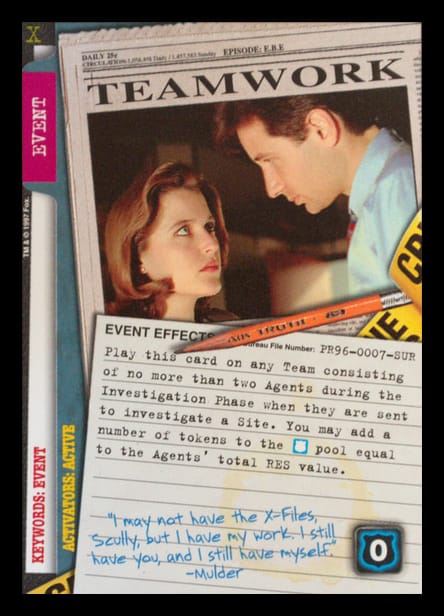 X
EVENT
TM & © 1997 Fox.
KEYWORDS: EVENT
ACTIVATORS: ACTIVE
DAILY 25¢
EPISODE: E.B.E
TEAMWORK
EVENT EFFECTS
TRUTH
Bureau File Number: PR96-0007-SUR
Play this card on any Team consisting
of no more than two Agents during the
Investigation Phase when they are sent
to investigate a Site. You may add a
number of tokens to the pool equal
to the Agents' total RES value.
"I may not have the X-Files,
Scully, but I have my work. I still
have you, and I still have myself."
-Mulder
0